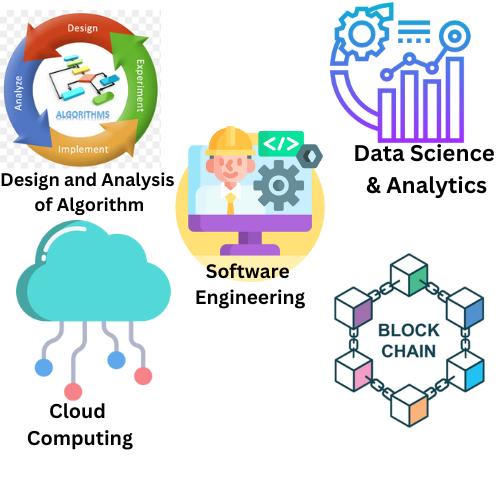 Design
Experiment
Implement
Analyze
ALGORITHMS
Design and Analysis
of Algorithm
</>
Software
Engineering
Data Science
& Analytics
Cloud
Computing
BLOCK
CHAIN